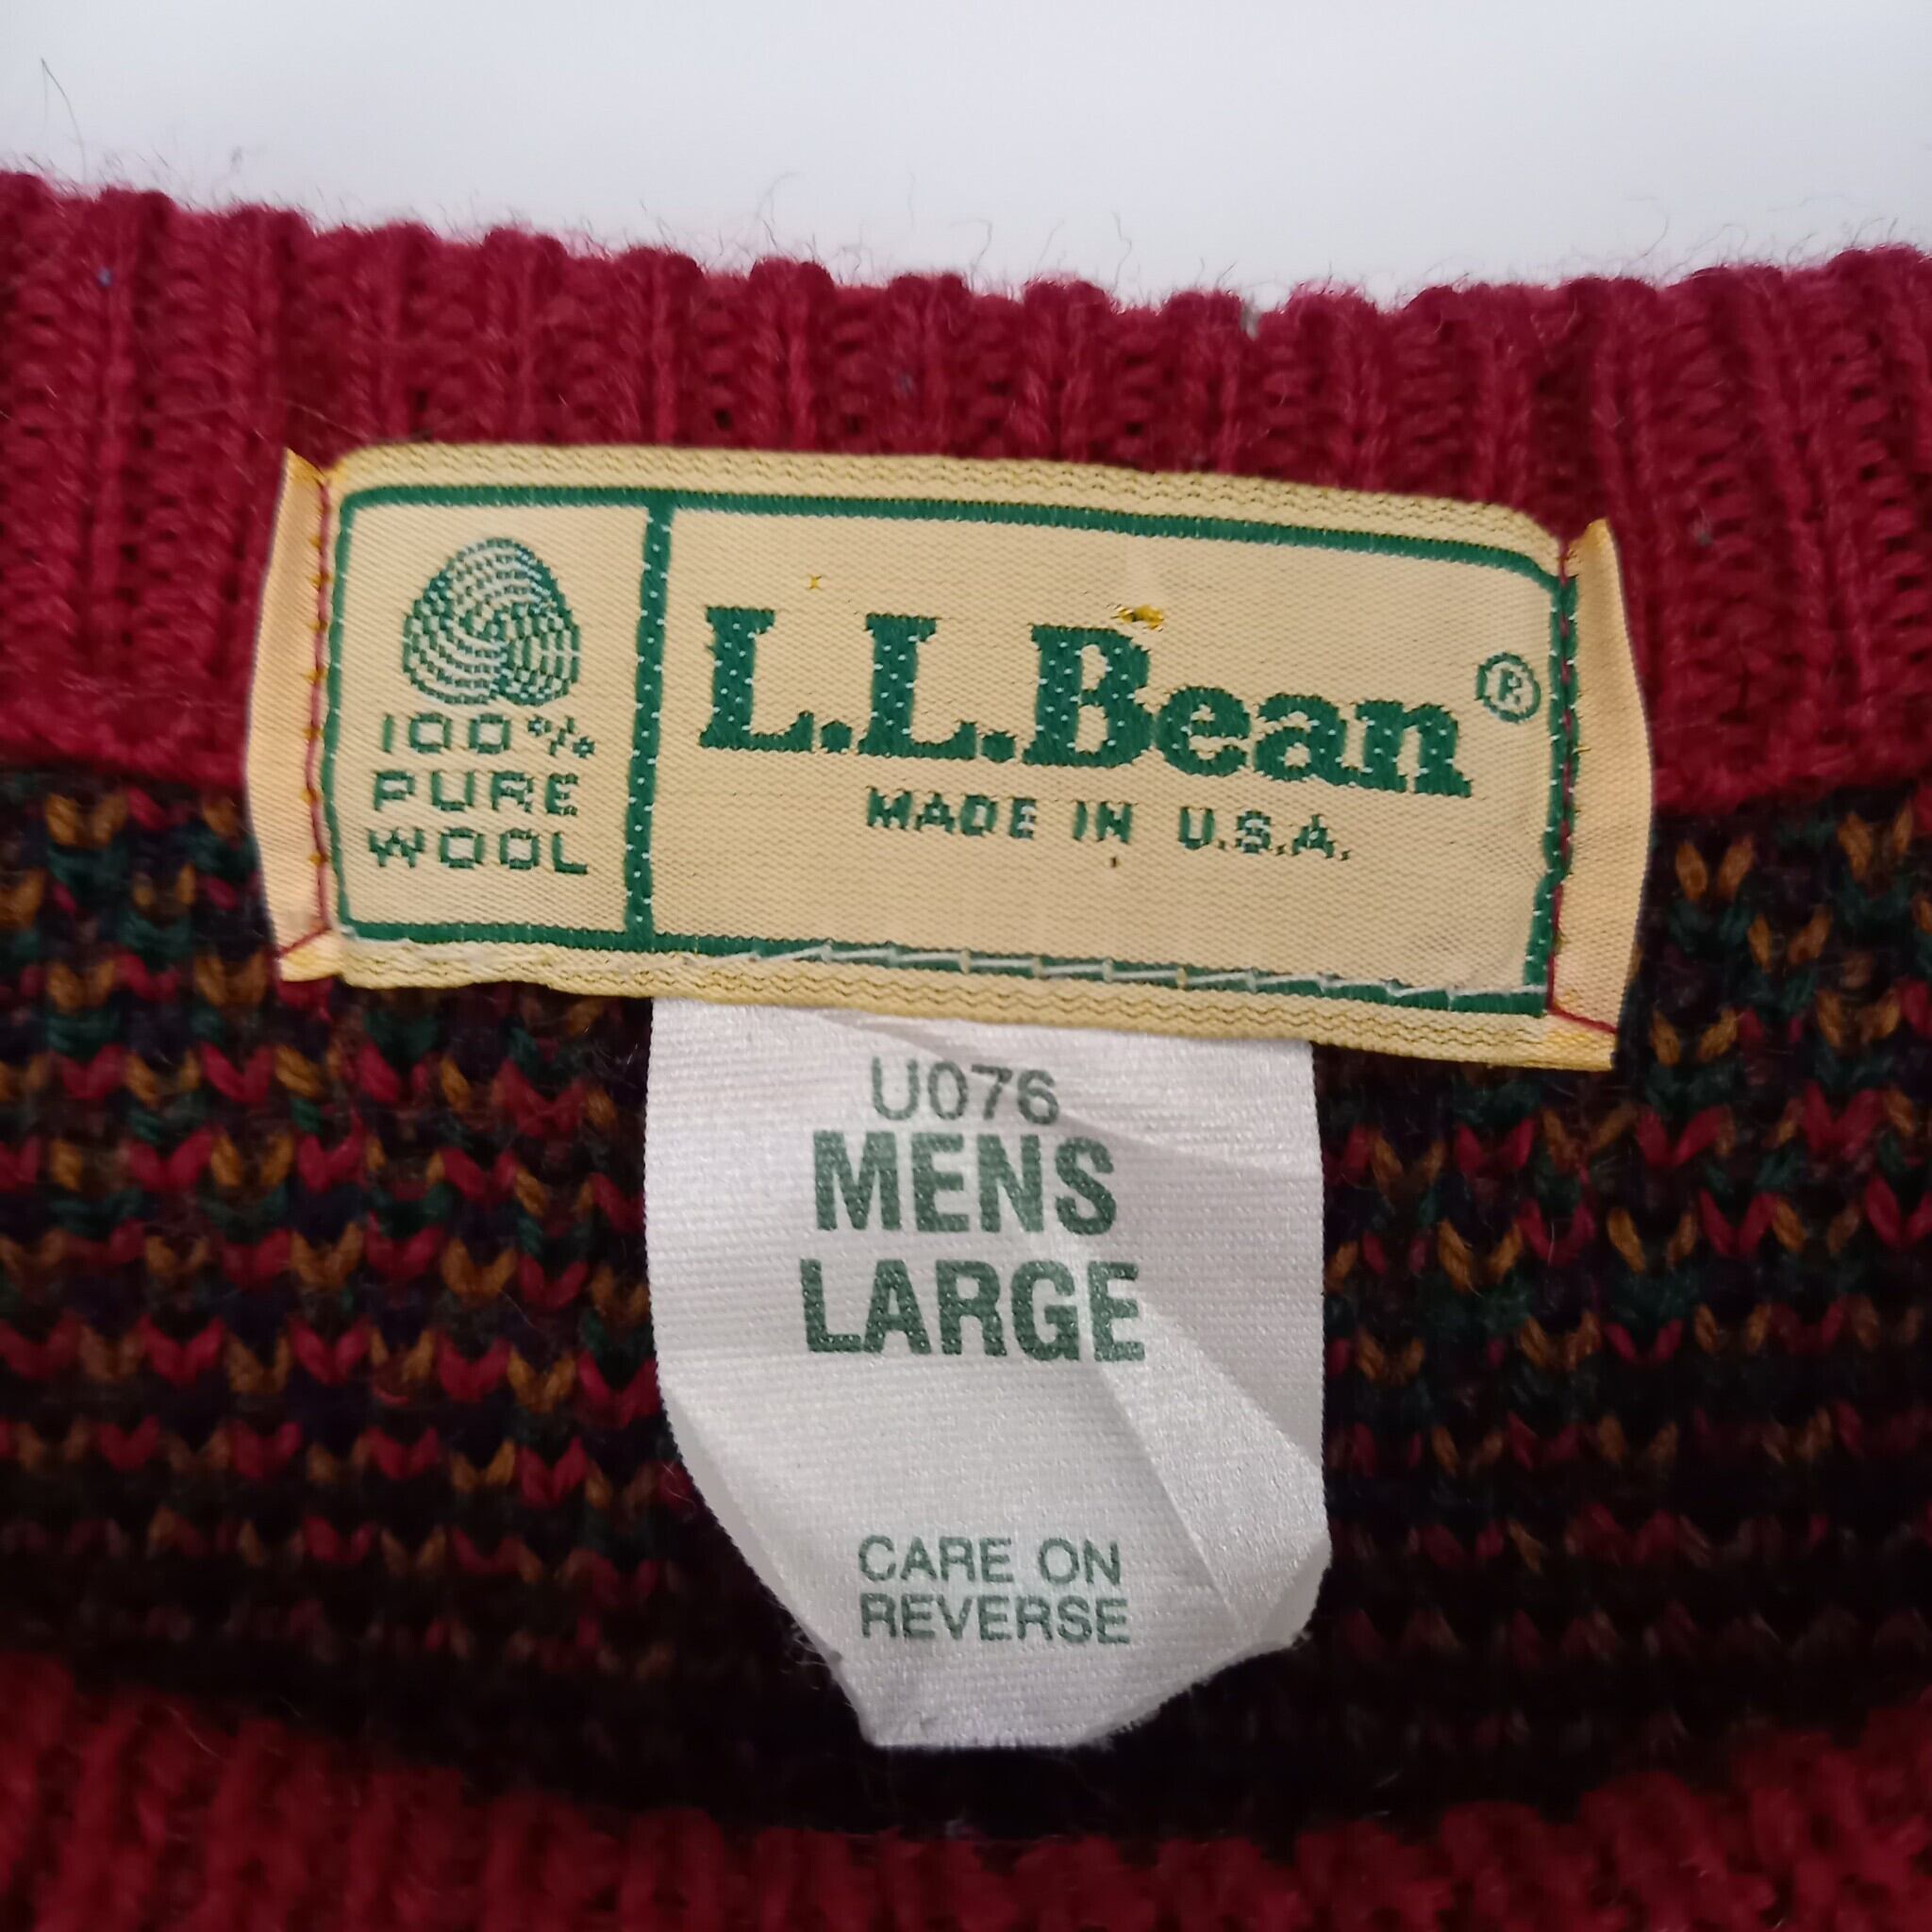 100%
PURE
WOOL
L.L.Bean®
MADE IN U.S.A.
U076
MENS
LARGE
CARE ON
REVERSE